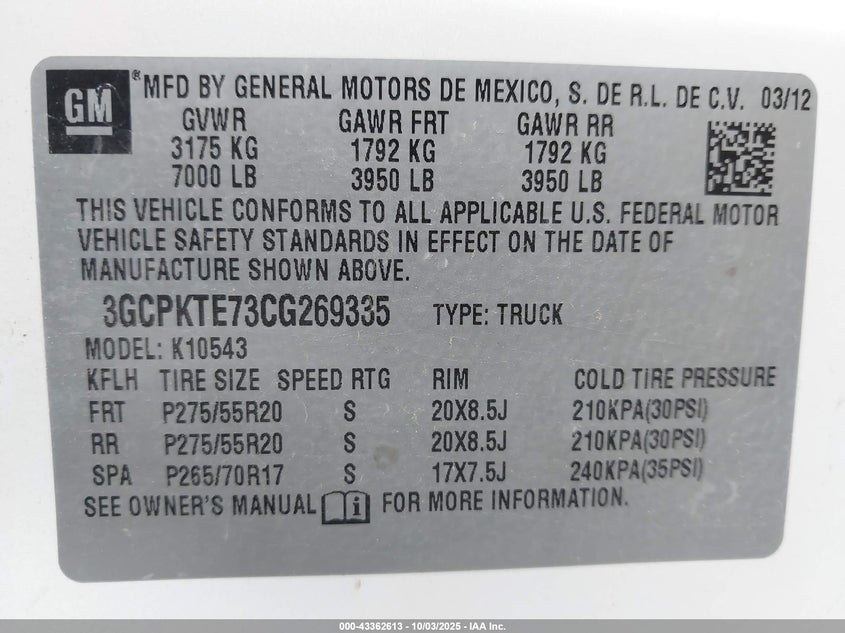 GM ® MFD BY GENERAL MOTORS DE MEXICO, S. DE R.L. DE C.V. 03/12
GVWR GAWR FRT GAWR RR
3175 KG 1792 KG 1792 KG
7000 LB 3950 LB 3950 LB
THIS VEHICLE CONFORMS TO ALL APPLICABLE U.S. FEDERAL MOTOR
VEHICLE SAFETY STANDARDS IN EFFECT ON THE DATE OF
MANUFACTURE SHOWN ABOVE.
3GCPKTE73CG269335 TYPE: TRUCK
MODEL: K10543
KFLH TIRE SIZE SPEED RTG RIM COLD TIRE PRESSURE
FRT P275/55R20 S 20X8.5J 210KPA(30PSI)
RR P275/55R20 S 20X8.5J 210KPA(30PSI)
SPA P265/70R17 S 17X7.5J 240KPA(35PSI)
SEE OWNER'S MANUAL i FOR MORE INFORMATION.
000-43362613 - 10/03/2025 - IAA Inc.